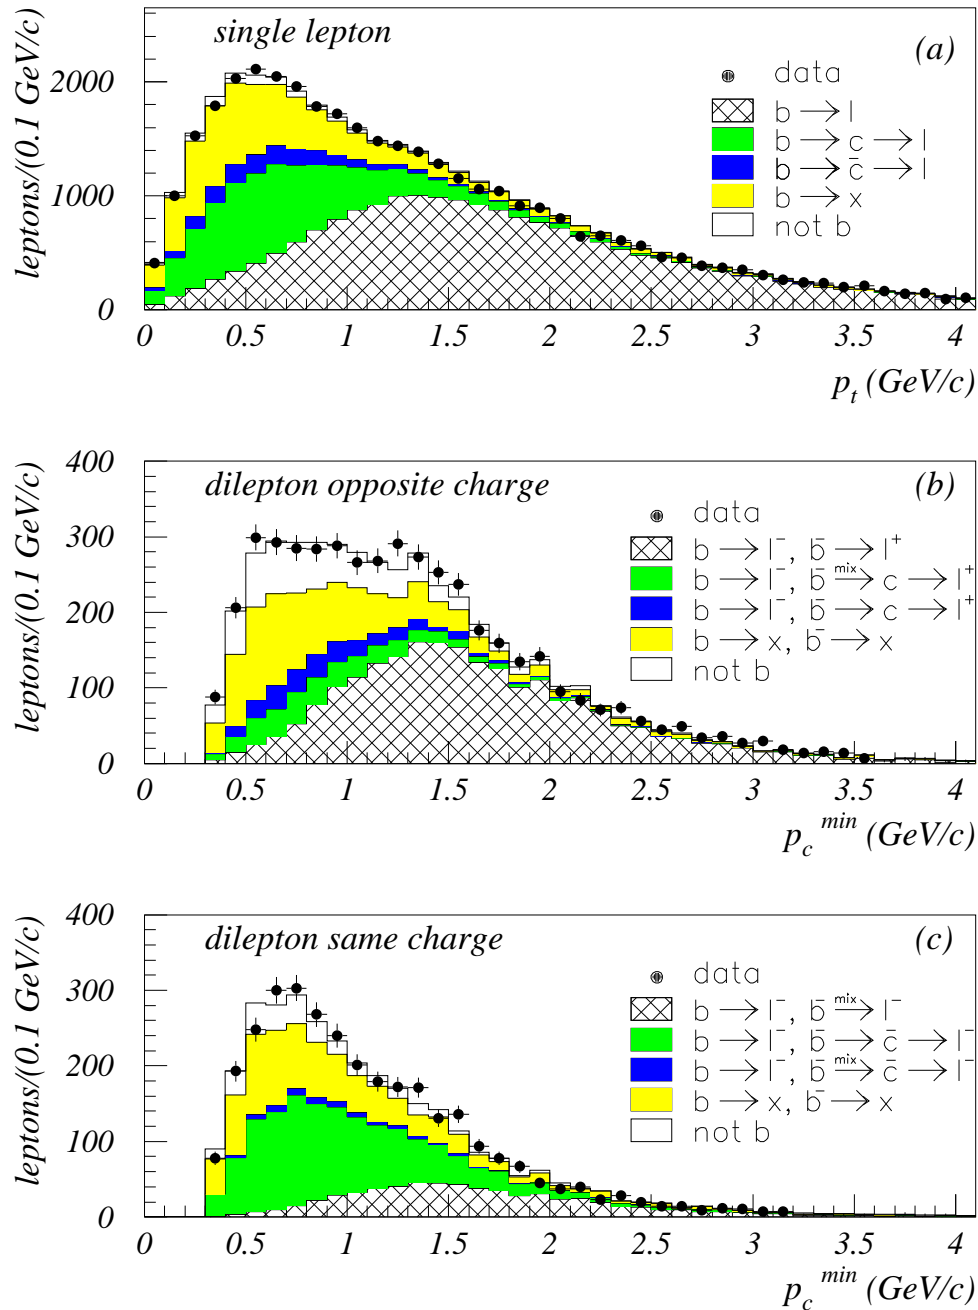 single lepton
(a)
leptons/(0.1 GeV/c)
2000
1000
0
data
b → l
b → c → l
b → c̄ → l
b → x
not b
0 0.5 1 1.5 2 2.5 3 3.5 4
p_t (GeV/c)
dilepton opposite charge
(b)
leptons/(0.1 GeV/c)
400
300
200
100
0
data
b → l⁻, b̄ → l⁺
b → l⁻, b̄ mix→ c → l⁺
b → l⁻, b̄ → c → l⁺
b → x, b̄ → x
not b
0 0.5 1 1.5 2 2.5 3 3.5 4
p_c^min (GeV/c)
dilepton same charge
(c)
leptons/(0.1 GeV/c)
400
300
200
100
0
data
b → l⁻, b̄ mix→ l⁻
b → l⁻, b̄ → c̄ → l⁻
b → l⁻, b̄ mix→ c̄ → l⁻
b → x, b̄ → x
not b
0 0.5 1 1.5 2 2.5 3 3.5 4
p_c^min (GeV/c)